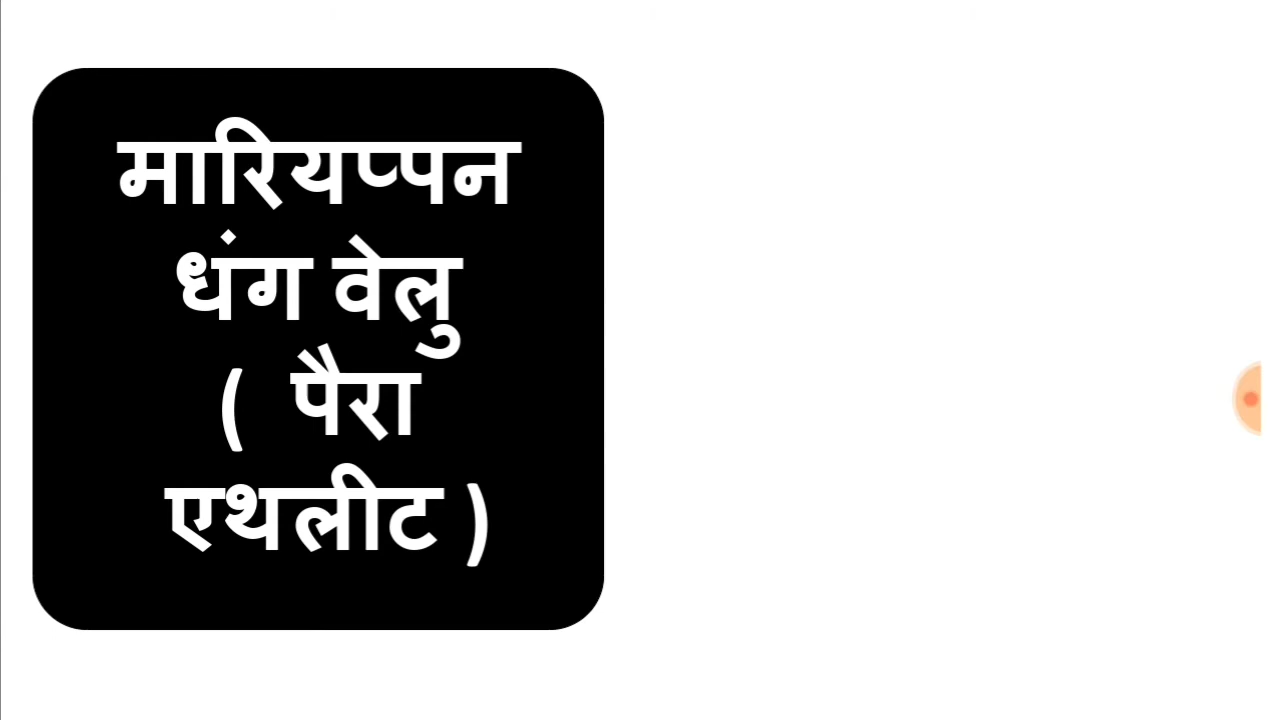 मारियप्पन
धंग वेलु
( पैरा
एथलीट )